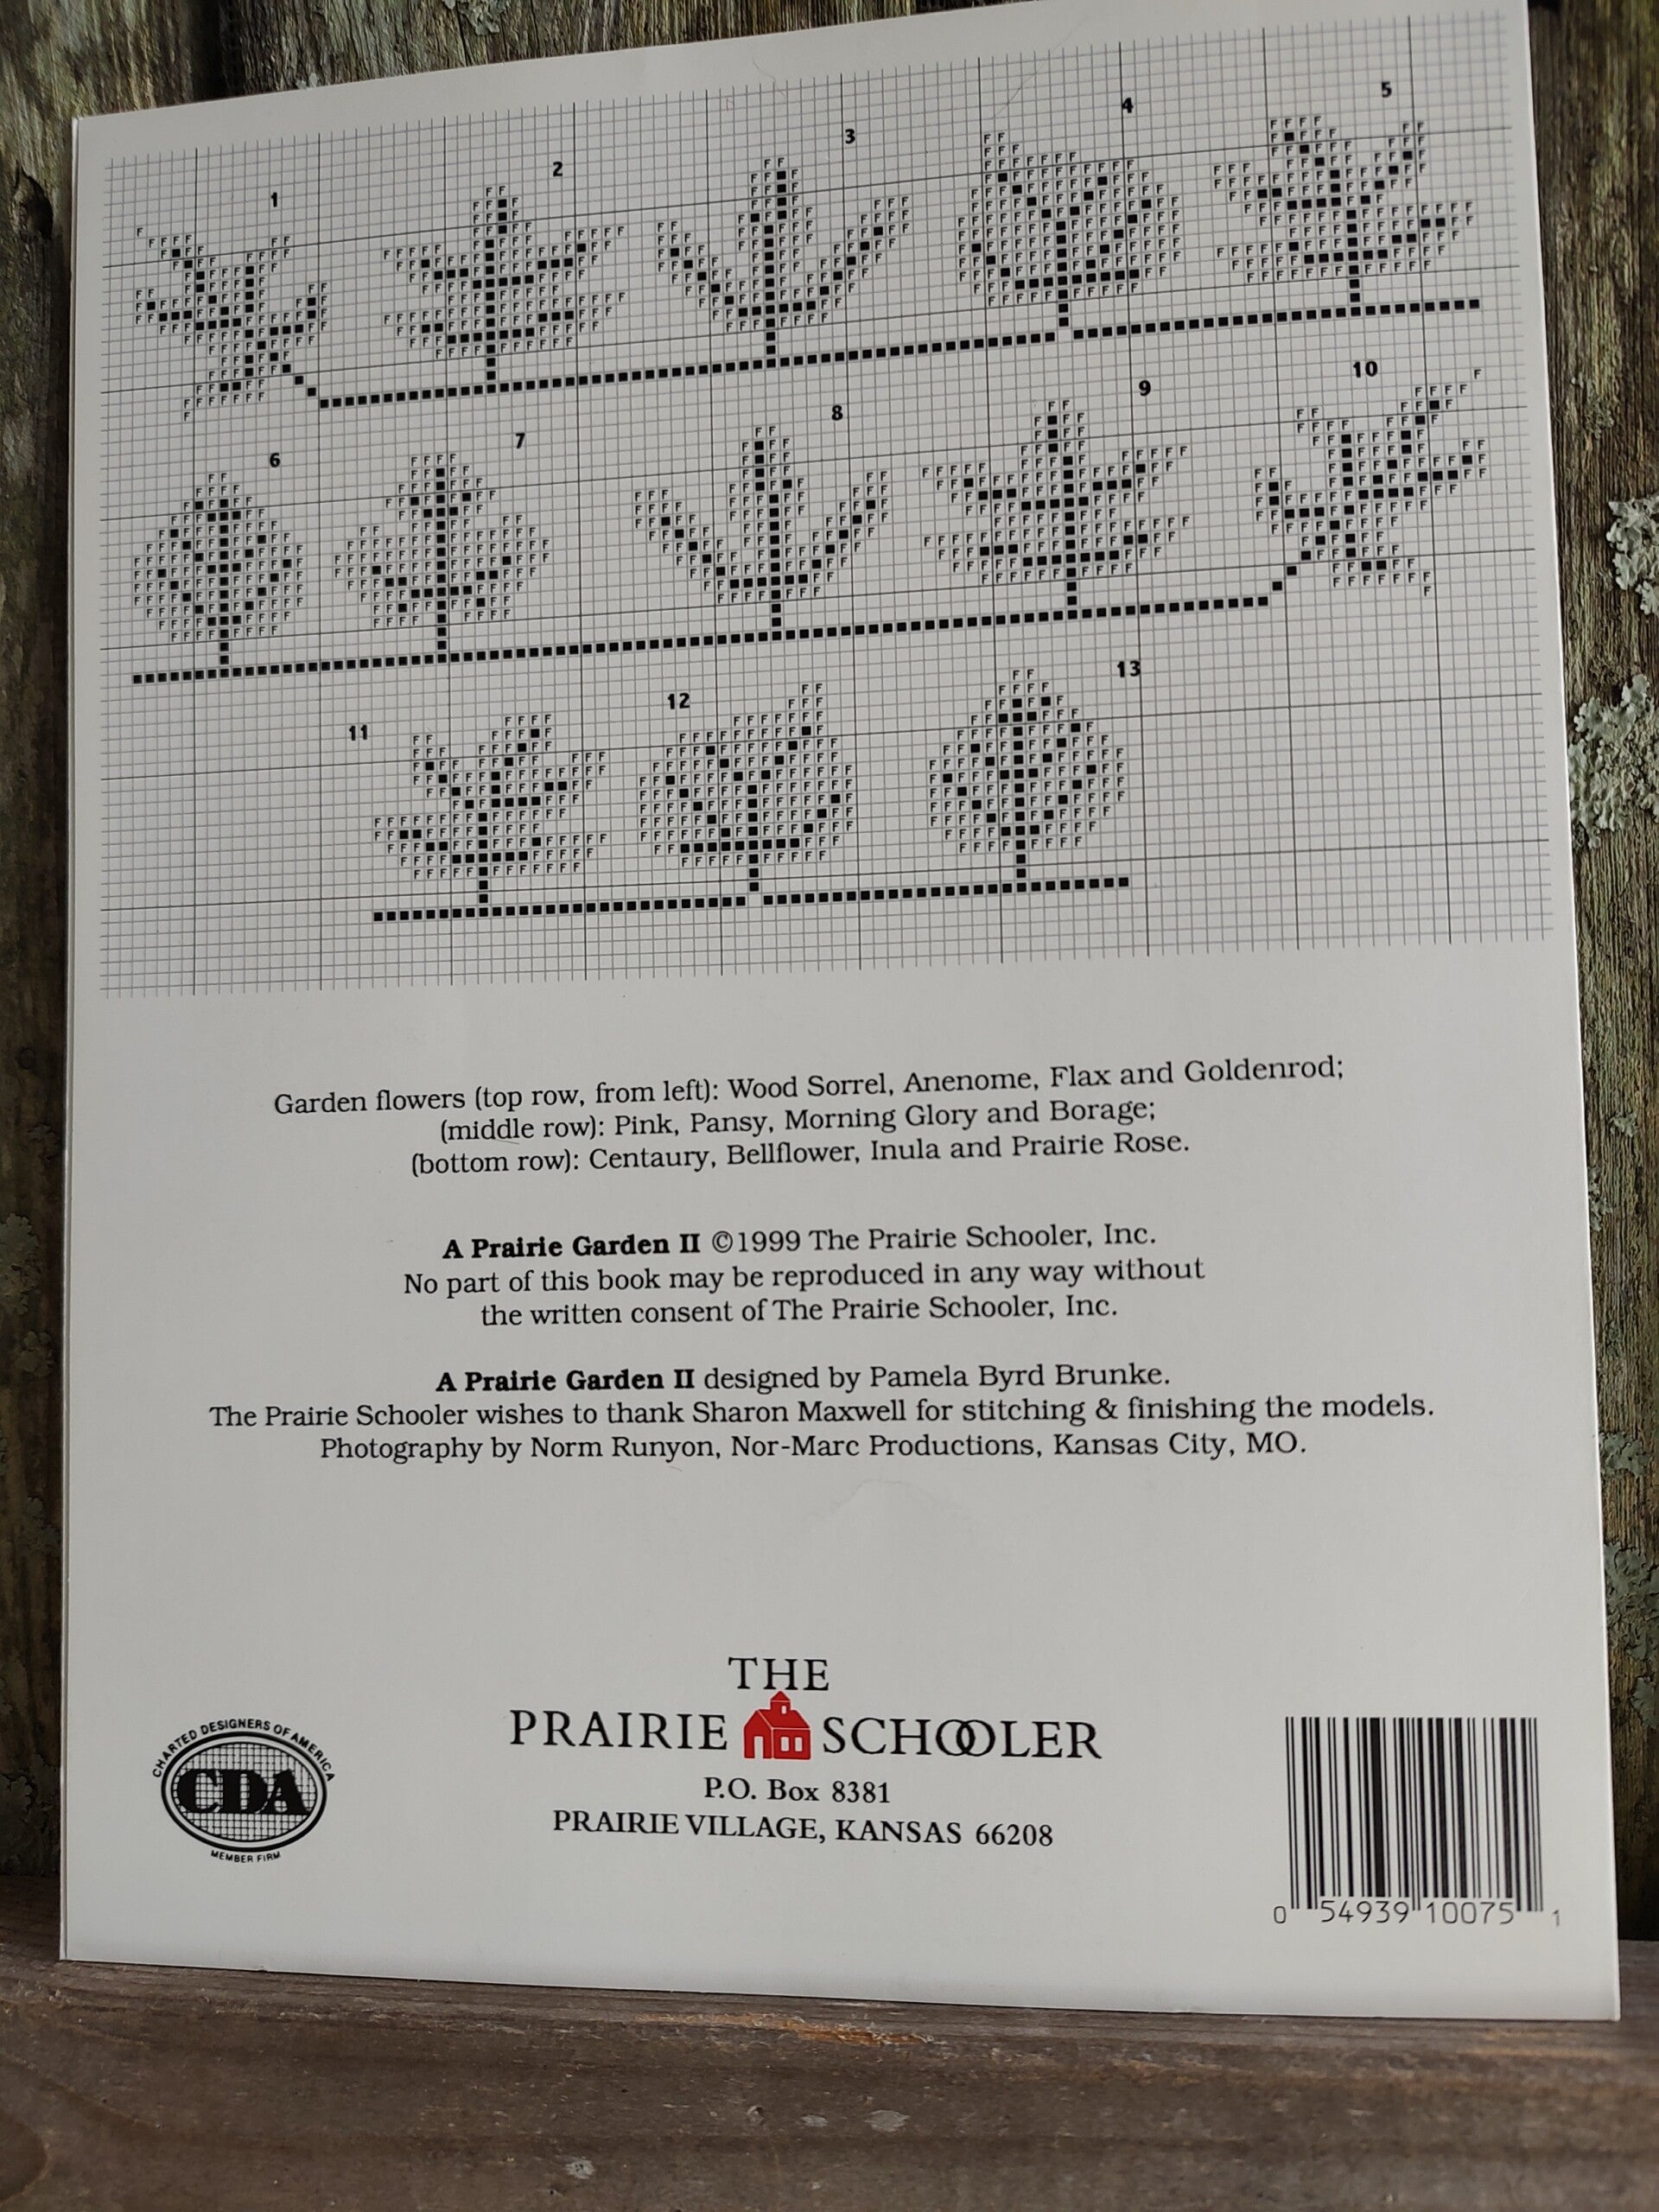 1
2
3
4
5
6
7
8
9
10
11
12
13
Garden flowers (top row, from left): Wood Sorrel, Anenome, Flax and Goldenrod;
(middle row): Pink, Pansy, Morning Glory and Borage;
(bottom row): Centaury, Bellflower, Inula and Prairie Rose.
A Prairie Garden II ©1999 The Prairie Schooler, Inc.
No part of this book may be reproduced in any way without
the written consent of The Prairie Schooler, Inc.
A Prairie Garden II designed by Pamela Byrd Brunke.
The Prairie Schooler wishes to thank Sharon Maxwell for stitching & finishing the models.
Photography by Norm Runyon, Nor-Marc Productions, Kansas City, MO.
THE
PRAIRIE SCHOOLER
P.O. Box 8381
PRAIRIE VILLAGE, KANSAS 66208
CHARTED DESIGNERS OF AMERICA
CDA
MEMBER FIRM
0 54939 10075 1